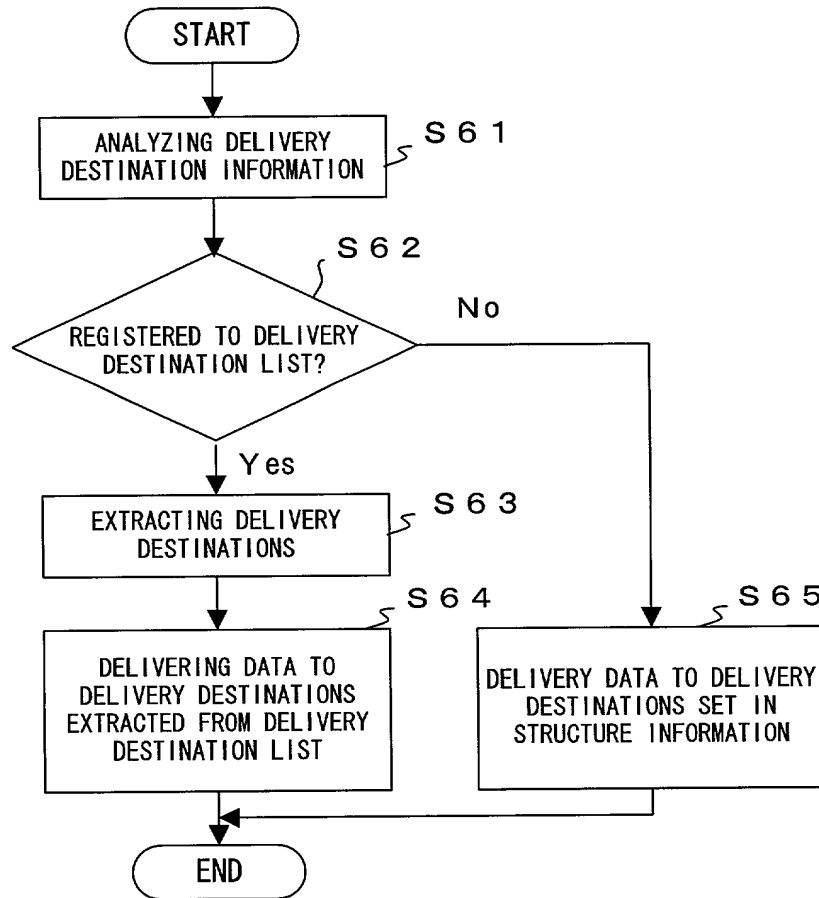 START
ANALYZING DELIVERY
DESTINATION INFORMATION
S61
S62
REGISTERED TO DELIVERY
DESTINATION LIST?
No
Yes
EXTRACTING DELIVERY
DESTINATIONS
S63
S64
DELIVERING DATA TO
DELIVERY DESTINATIONS
EXTRACTED FROM DELIVERY
DESTINATION LIST
S65
DELIVERY DATA TO DELIVERY
DESTINATIONS SET IN
STRUCTURE INFORMATION
END